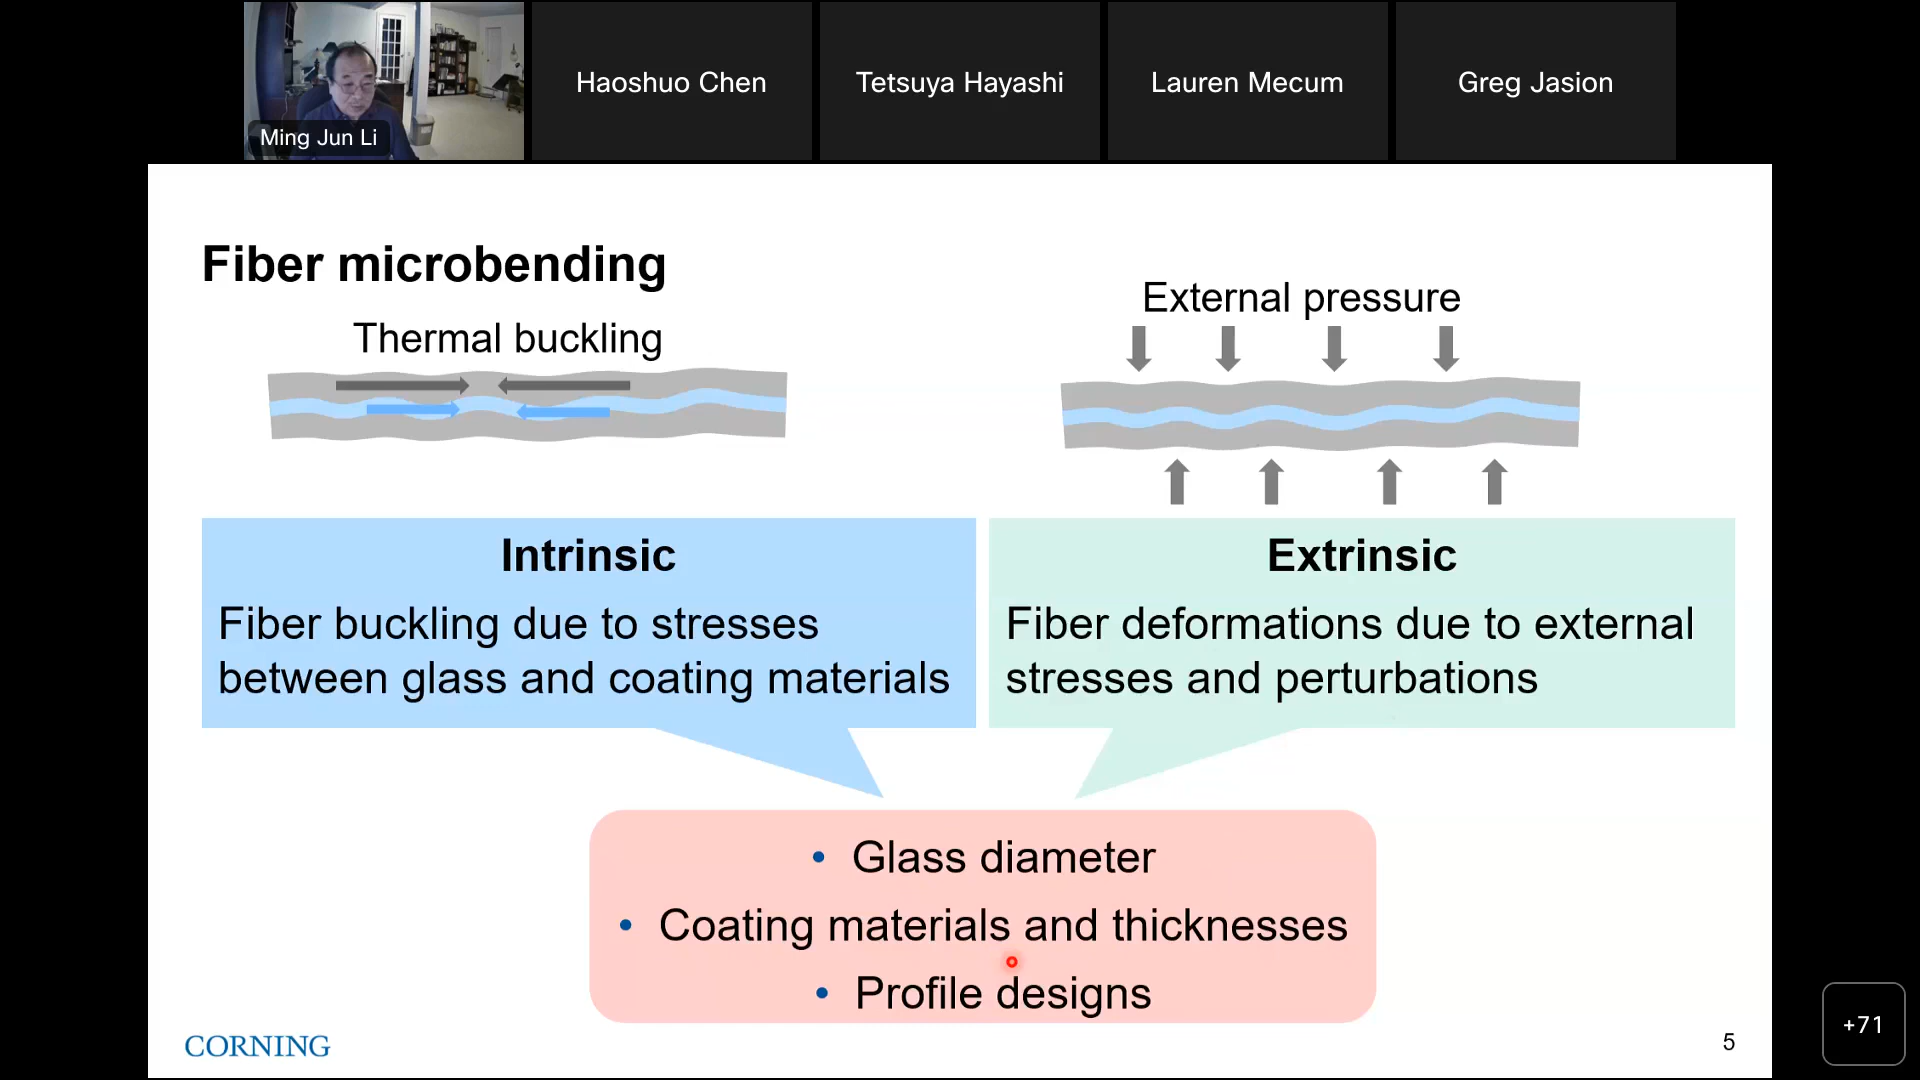 Ming Jun Li
Haoshuo Chen
Tetsuya Hayashi
Lauren Mecum
Greg Jasion
Fiber microbending
Thermal buckling
External pressure
Intrinsic
Fiber buckling due to stresses
between glass and coating materials
Extrinsic
Fiber deformations due to external
stresses and perturbations
• Glass diameter
• Coating materials and thicknesses
• Profile designs
CORNING
5
+71